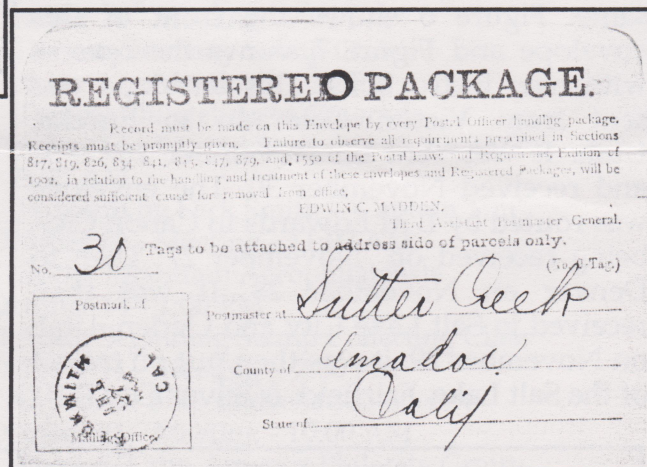 REGISTERED PACKAGE.
Record must be made on this Envelope by every Postal Officer handling package.
Receipts must be promptly given. Failure to observe all requirements prescribed in Sections
817, 819, 826, 834, 841, 843, 847, 879, and 1550 of the Postal Laws and Regulations, Edition of
1902, in relation to the handling and treatment of these envelopes and Registered Packages, will be
considered sufficient cause for removal from office.
EDWIN C. MADDEN,
Third Assistant Postmaster General.
Tags to be attached to address side of parcels only.
No. 30
(No. 8-Tag.)
Postmark of
Postmaster at Sutter Creek
County of Amador
CAL
Mailing Office
State of Calif